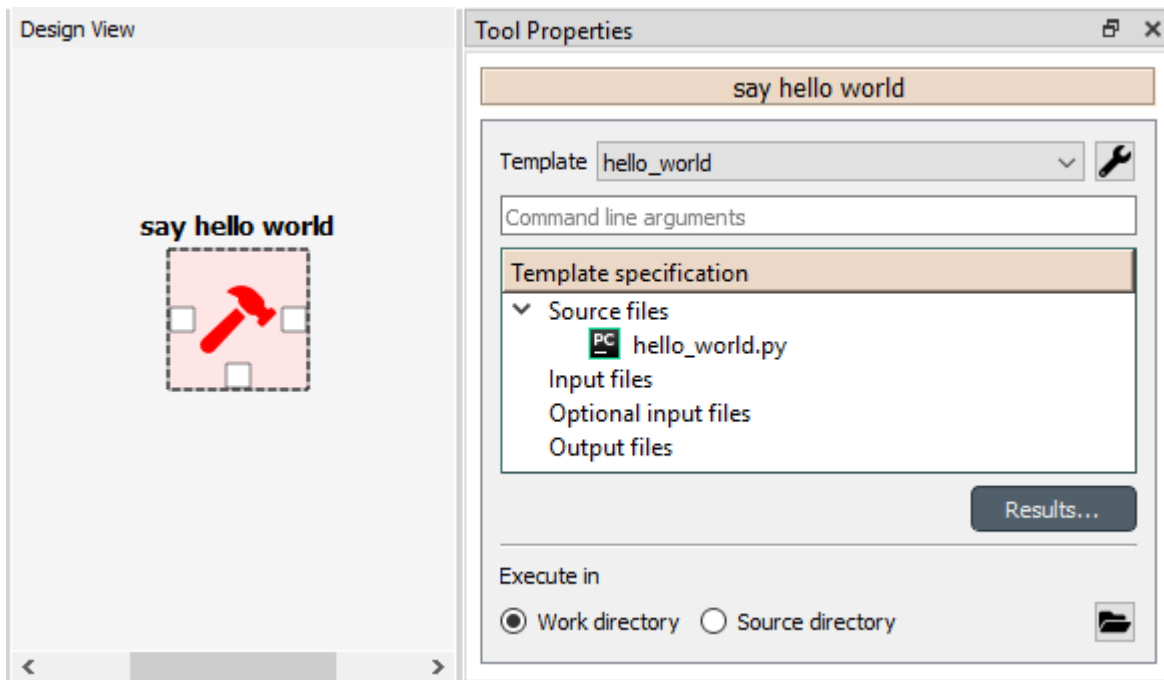 Design View
say hello world
Tool Properties
say hello world
Template hello_world
Command line arguments
Template specification
Source files
PC hello_world.py
Input files
Optional input files
Output files
Results...
Execute in
Work directory Source directory